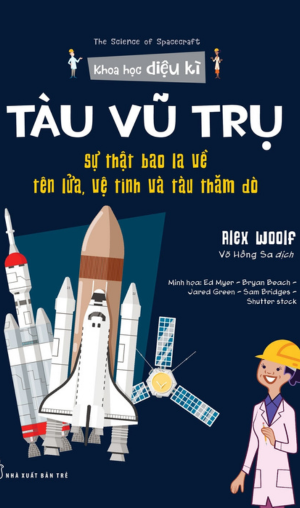 The Science of Spacecraft
Khoa học diệu kì
TÀU VŨ TRỤ
Sự thật bao la về
tên lửa, vệ tinh và tàu thăm dò
Alex Woolf
Võ Hồng Sa dịch
Minh họa: Ed Myer - Bryan Beach -
Jared Green - Sam Bridges -
Shutter stock
NHÀ XUẤT BẢN TRẺ